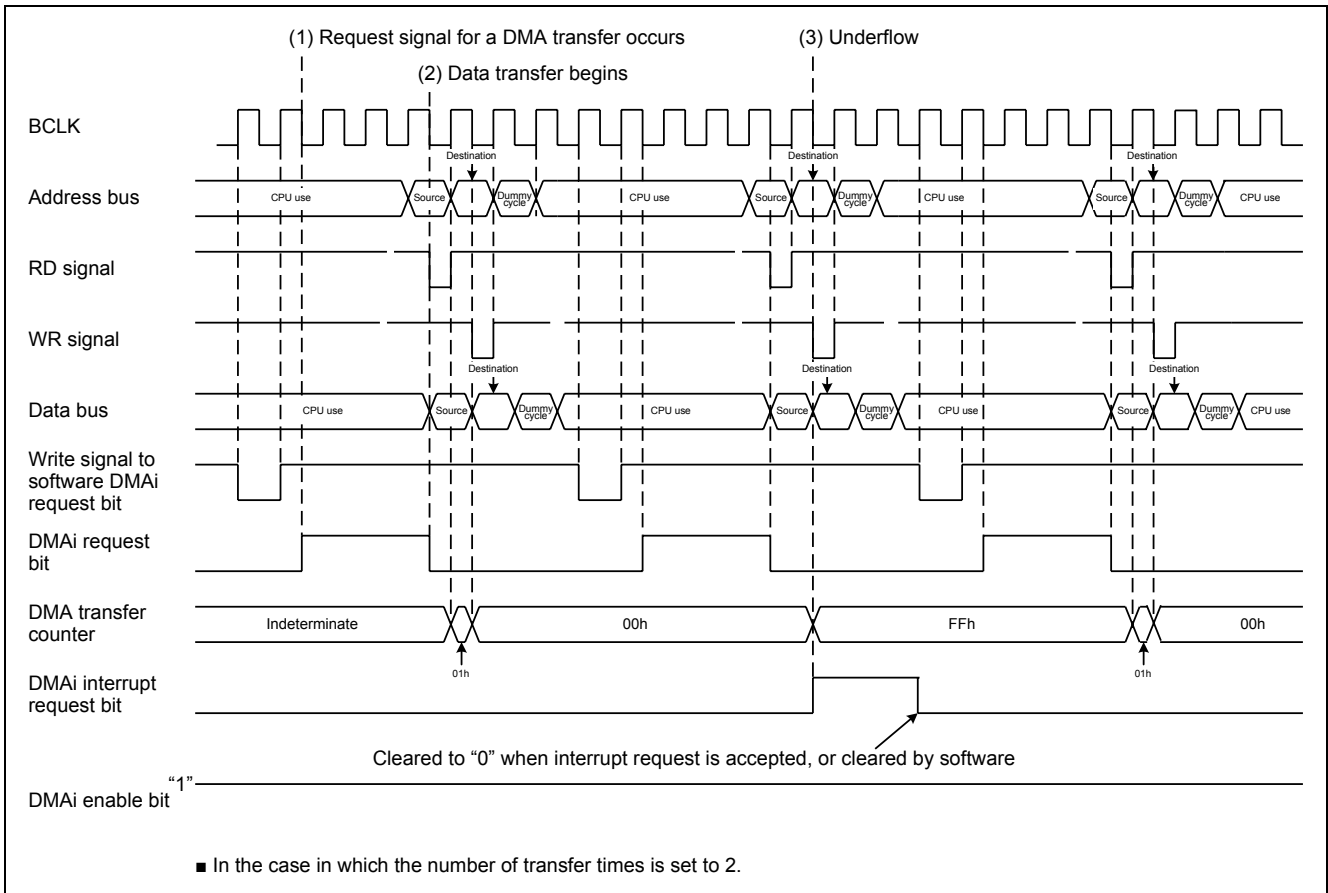 (1) Request signal for a DMA transfer occurs
(3) Underflow
(2) Data transfer begins
BCLK
Destination
Destination
Destination
Address bus
CPU use
Source
Dummy cycle
CPU use
Source
Dummy cycle
CPU use
Source
Dummy cycle
CPU use
RD signal
WR signal
Destination
Destination
Destination
Data bus
CPU use
Source
Dummy cycle
CPU use
Source
Dummy cycle
CPU use
Source
Dummy cycle
CPU use
Write signal to
software DMAi
request bit
DMAi request
bit
DMA transfer
counter
Indeterminate
00h
FFh
00h
01h
01h
DMAi interrupt
request bit
Cleared to “0” when interrupt request is accepted, or cleared by software
“1”
DMAi enable bit
■ In the case in which the number of transfer times is set to 2.